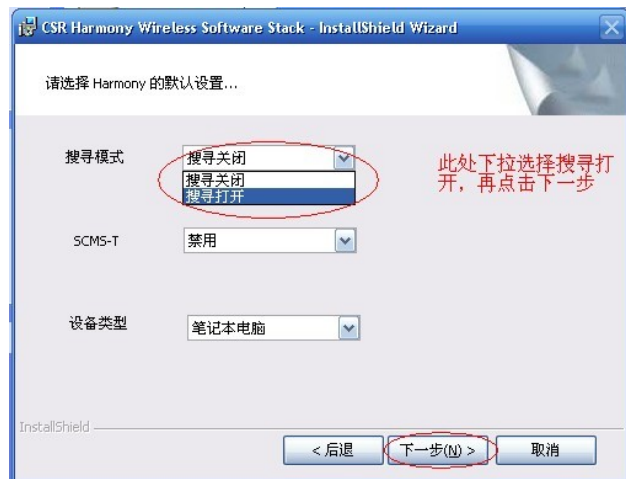 CSR Harmony Wireless Software Stack - InstallShield Wizard
请选择 Harmony 的默认设置...
搜寻模式
搜寻关闭
搜寻关闭
搜寻打开
此处下拉选择搜寻打
开，再点击下一步
SCMS-T
禁用
设备类型
笔记本电脑
InstallShield
< 后退
下一步(N) >
取消